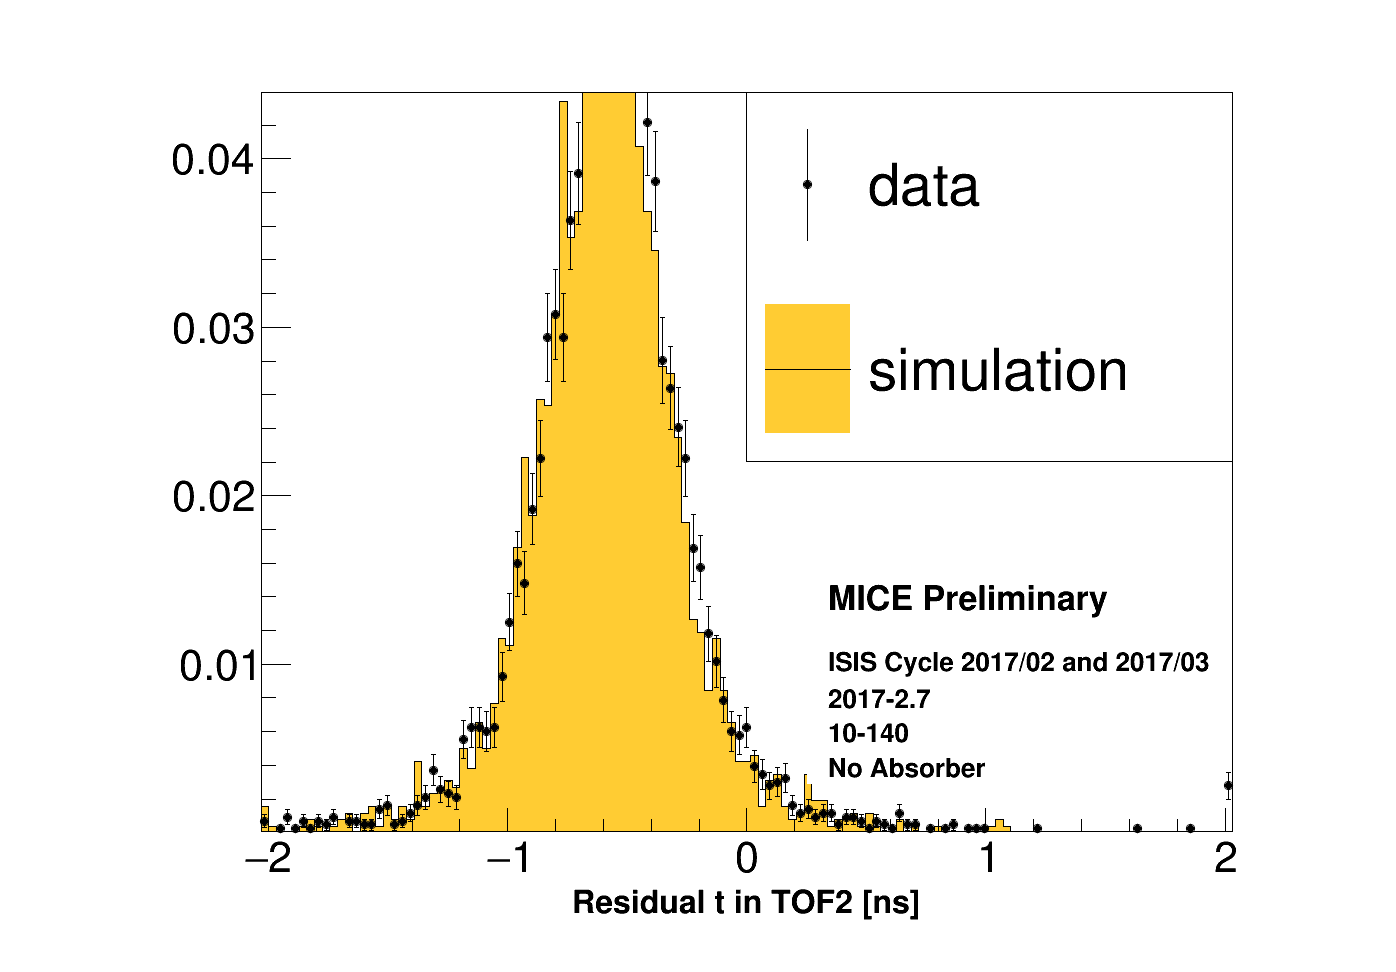 0.04
0.03
0.02
0.01
data
simulation
MICE Preliminary
ISIS Cycle 2017/02 and 2017/03
2017-2.7
10-140
No Absorber
−2
−1
0
1
2
Residual t in TOF2 [ns]